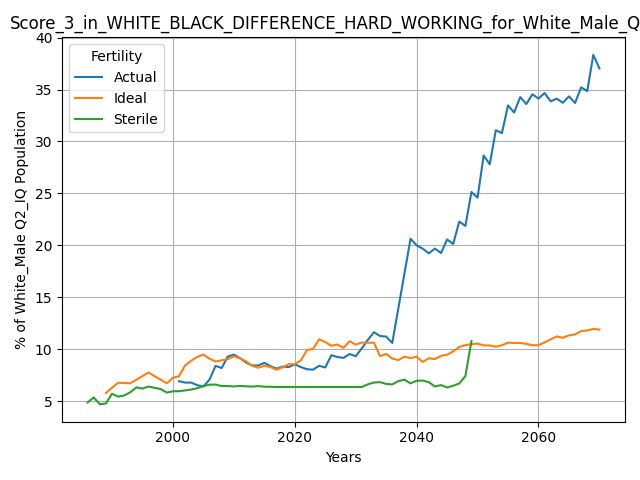 Score_3_in_WHITE_BLACK_DIFFERENCE_HARD_WORKING_for_White_Male_Q
Fertility
Actual
Ideal
Sterile
% of White_Male Q2_IQ Population
40
35
30
25
20
15
10
5
2000 2020 2040 2060
Years